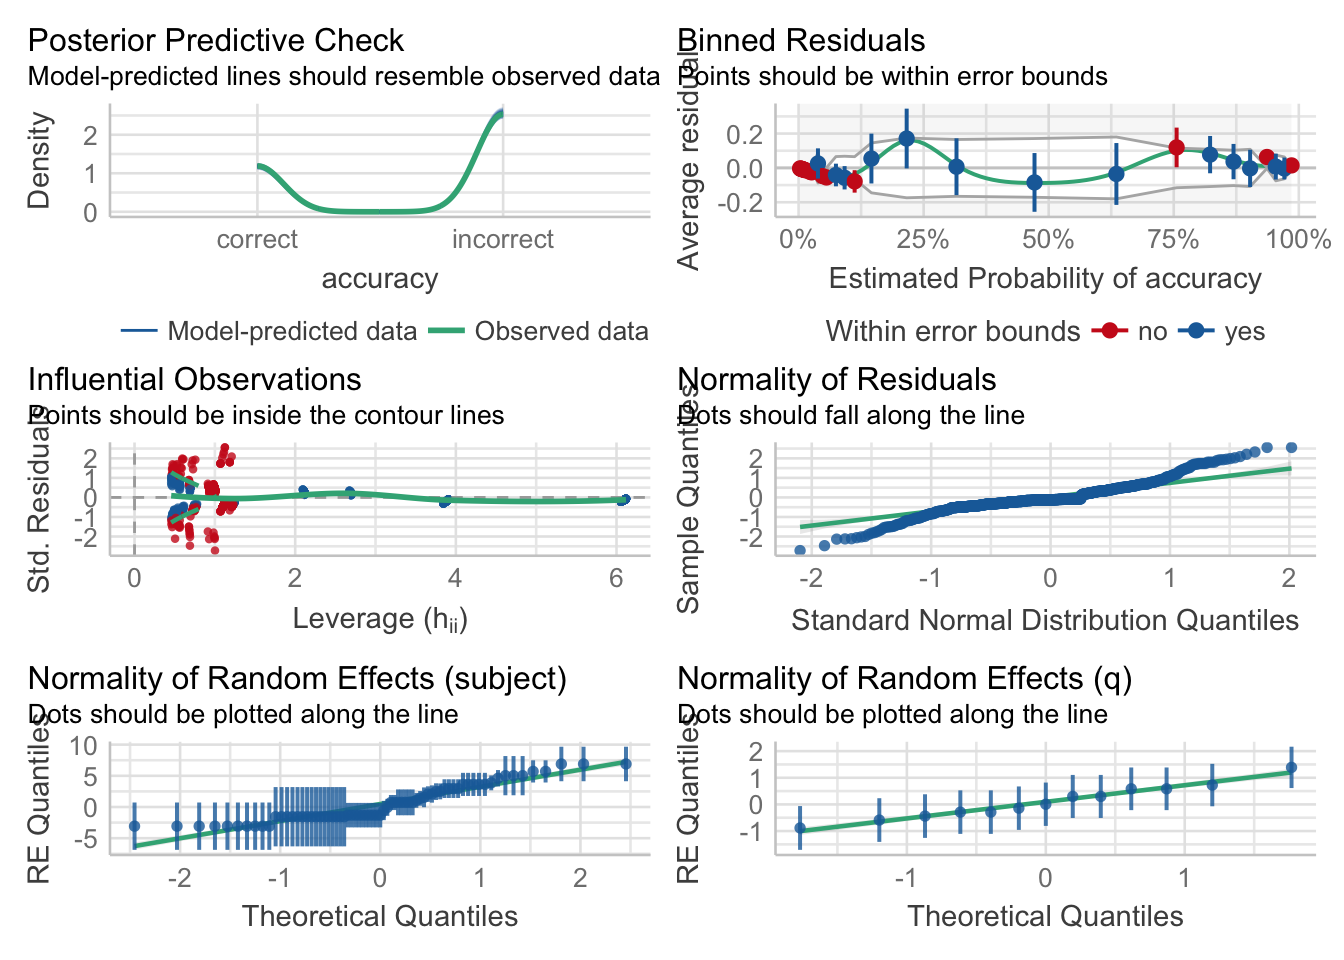 Posterior Predictive Check
Model-predicted lines should resemble observed data
Density
2
1
0
correct
incorrect
accuracy
Model-predicted data
Observed data
Binned Residuals
Points should be within error bounds
Average residual
0.2
0.0
-0.2
0%
25%
50%
75%
100%
Estimated Probability of accuracy
Within error bounds
no
yes
Influential Observations
Points should be inside the contour lines
Std. Residuals
2
1
0
-1
-2
0
2
4
6
Leverage (hii)
Normality of Residuals
Dots should fall along the line
Sample Quantiles
2
1
0
-1
-2
-2
-1
0
1
2
Standard Normal Distribution Quantiles
Normality of Random Effects (subject)
Dots should be plotted along the line
RE Quantiles
10
5
0
-5
-2
-1
0
1
2
Theoretical Quantiles
Normality of Random Effects (q)
Dots should be plotted along the line
RE Quantiles
2
1
0
-1
-1
0
1
Theoretical Quantiles